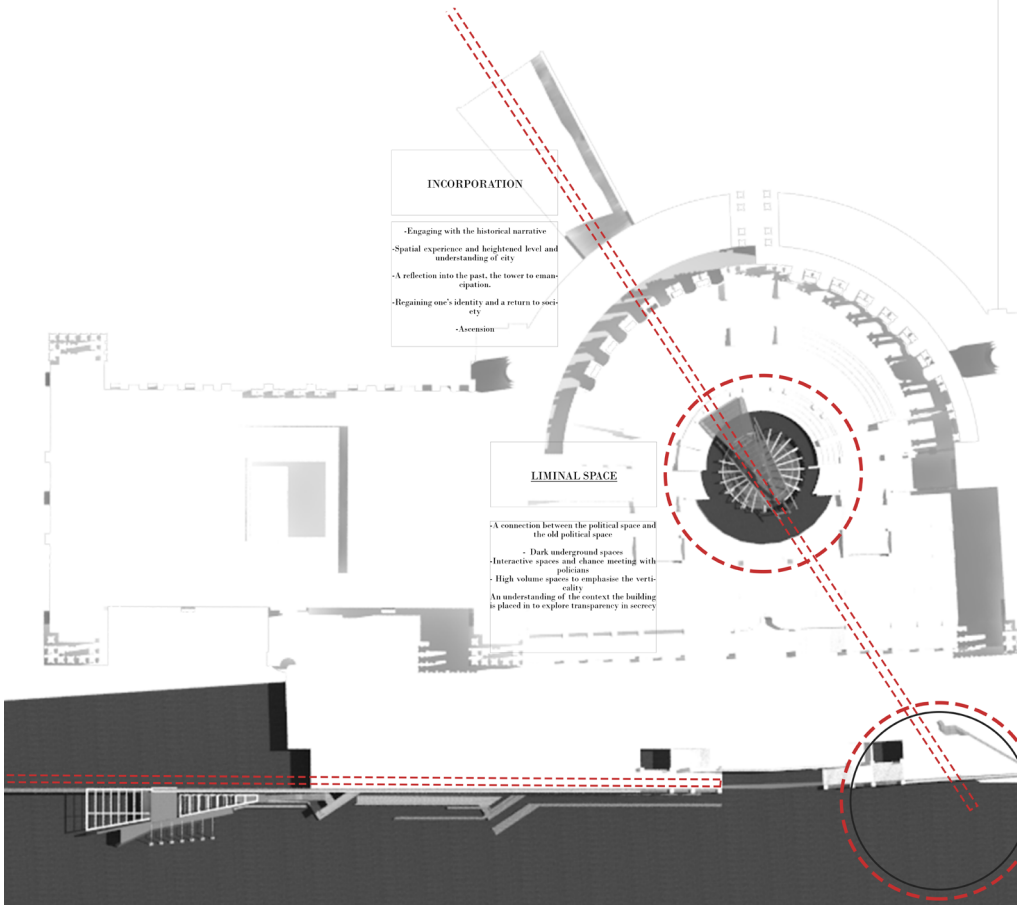 INCORPORATION
-Engaging with the historical narrative
-Spatial experience and heightened level and
understanding of city
-A reflection into the past, the tower to eman-
cipation.
-Regaining one's identity and a return to soci-
ety
-Ascension
LIMINAL SPACE
-A connection between the political space and
the old political space
- Dark underground spaces
-Interactive spaces and chance meeting with
policians
- High volume spaces to emphasise the verti-
cality
An understanding of the context the building
is placed in to explore transparency in secrecy